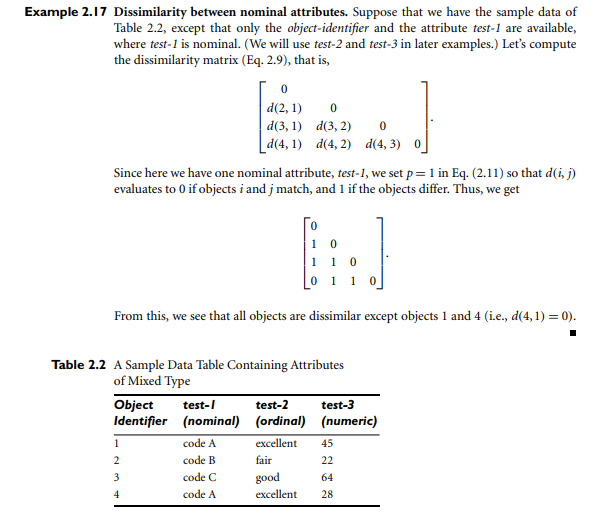 Example 2.17 Dissimilarity between nominal attributes. Suppose that we have the sample data of
Table 2.2, except that only the object-identifier and the attribute test-1 are available,
where test-1 is nominal. (We will use test-2 and test-3 in later examples.) Let's compute
the dissimilarity matrix (Eq. 2.9), that is,
0
d(2, 1) 0
d(3, 1) d(3, 2) 0
d(4, 1) d(4, 2) d(4, 3) 0
.
Since here we have one nominal attribute, test-1, we set p = 1 in Eq. (2.11) so that d(i, j)
evaluates to 0 if objects i and j match, and 1 if the objects differ. Thus, we get
0
1 0
1 1 0
0 1 1 0
.
From this, we see that all objects are dissimilar except objects 1 and 4 (i.e., d(4, 1) = 0).
Table 2.2 A Sample Data Table Containing Attributes
of Mixed Type
Object test-1 test-2 test-3
Identifier (nominal) (ordinal) (numeric)
1 code A excellent 45
2 code B fair 22
3 code C good 64
4 code A excellent 28